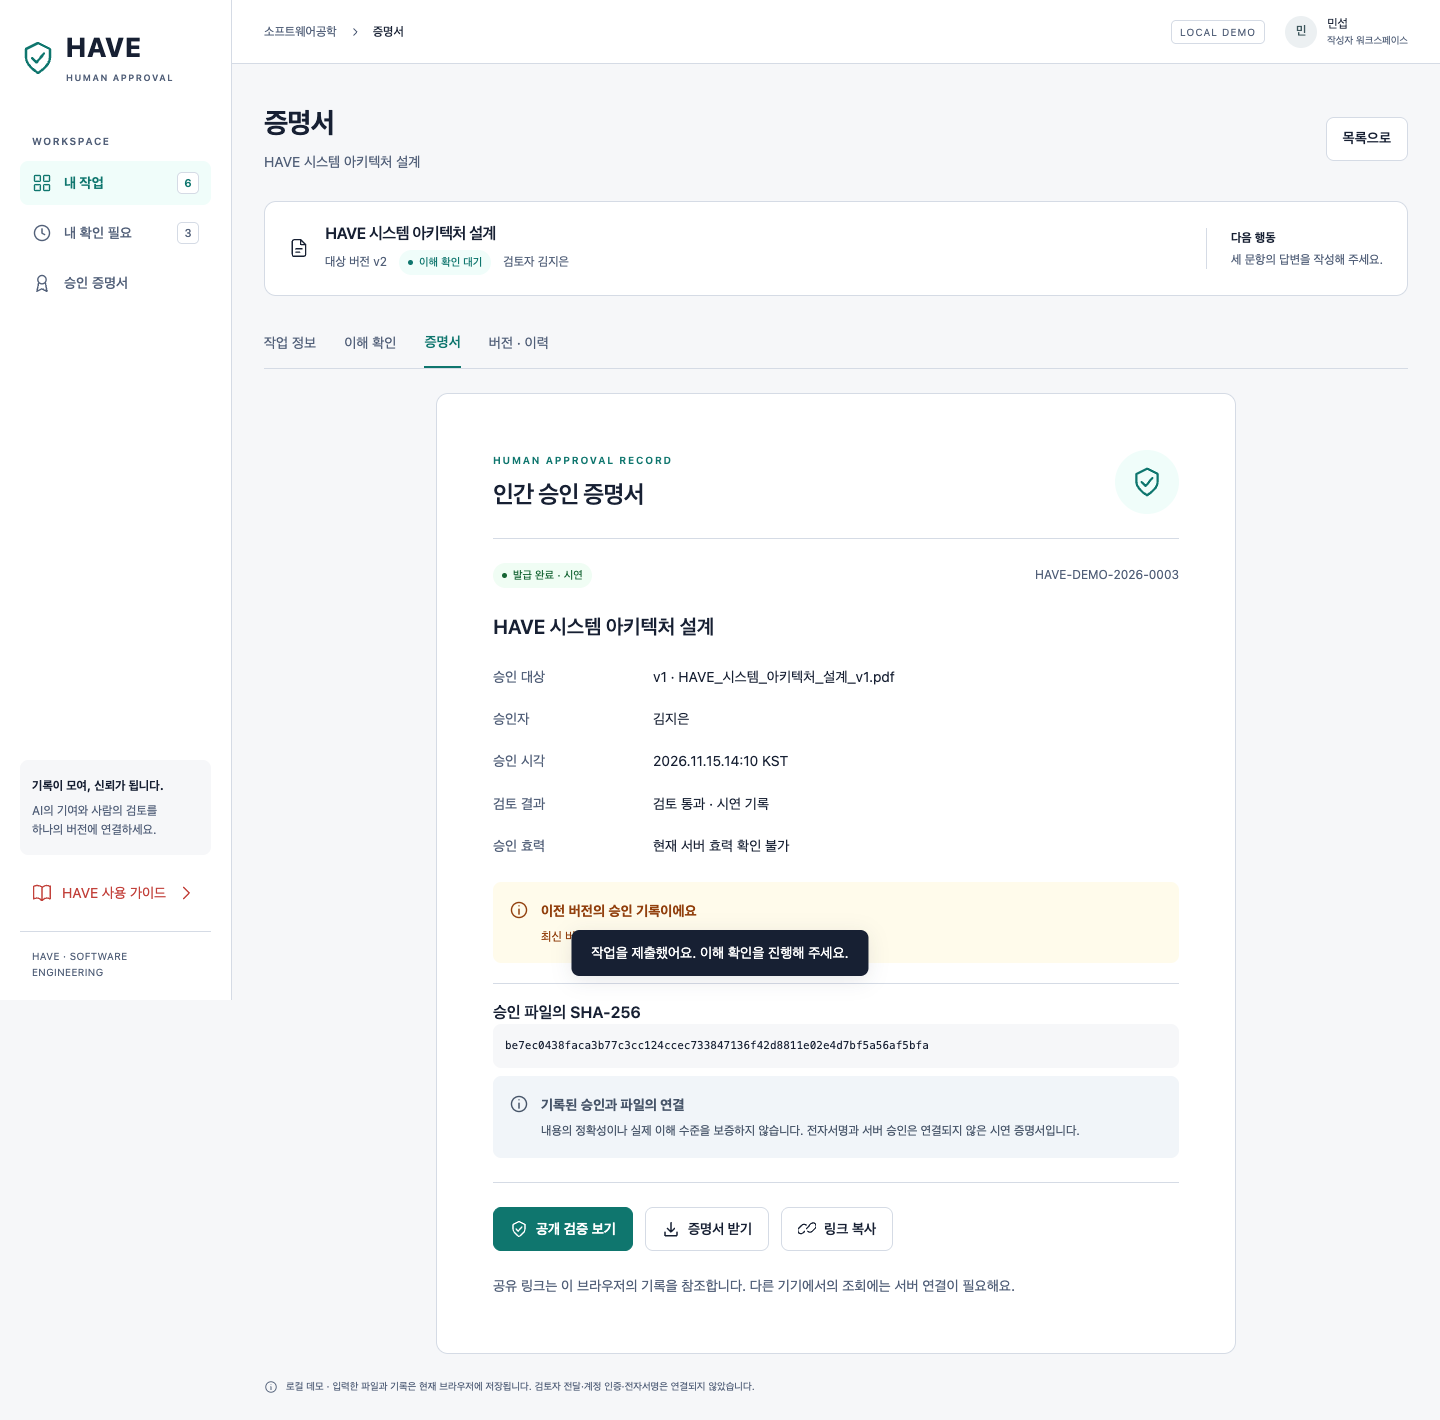 HAVE
HUMAN APPROVAL
WORKSPACE
내 작업 6
내 확인 필요 3
승인 증명서
기록이 모여, 신뢰가 됩니다.
AI의 기여와 사람의 검토를
하나의 버전에 연결하세요.
HAVE 사용 가이드
HAVE · SOFTWARE
ENGINEERING
소프트웨어공학 > 증명서
LOCAL DEMO
민
민섭
작성자 워크스페이스
증명서
HAVE 시스템 아키텍처 설계
목록으로
HAVE 시스템 아키텍처 설계
대상 버전 v2 이해 확인 대기 검토자 김지은
다음 행동
세 문항의 답변을 작성해 주세요.
작업 정보 이해 확인 증명서 버전 · 이력
HUMAN APPROVAL RECORD
인간 승인 증명서
발급 완료 · 시연 HAVE-DEMO-2026-0003
HAVE 시스템 아키텍처 설계
승인 대상 v1 · HAVE_시스템_아키텍처_설계_v1.pdf
승인자 김지은
승인 시각 2026.11.15.14:10 KST
검토 결과 검토 통과 · 시연 기록
승인 효력 현재 서버 효력 확인 불가
이전 버전의 승인 기록이에요
최신
작업을 제출했어요. 이해 확인을 진행해 주세요.
승인 파일의 SHA-256
be7ec0438faca3b77c3cc124ccec733847136f42d8811e02e4d7bf5a56af5bfa
기록된 승인과 파일의 연결
내용의 정확성이나 실제 이해 수준을 보증하지 않습니다. 전자서명과 서버 승인은 연결되지 않은 시연 증명서입니다.
공개 검증 보기 증명서 받기 링크 복사
공유 링크는 이 브라우저의 기록을 참조합니다. 다른 기기에서의 조회에는 서버 연결이 필요해요.
로컬 데모 · 입력한 파일과 기록은 현재 브라우저에 저장됩니다. 검토자 전달·계정 인증·전자서명은 연결되지 않았습니다.